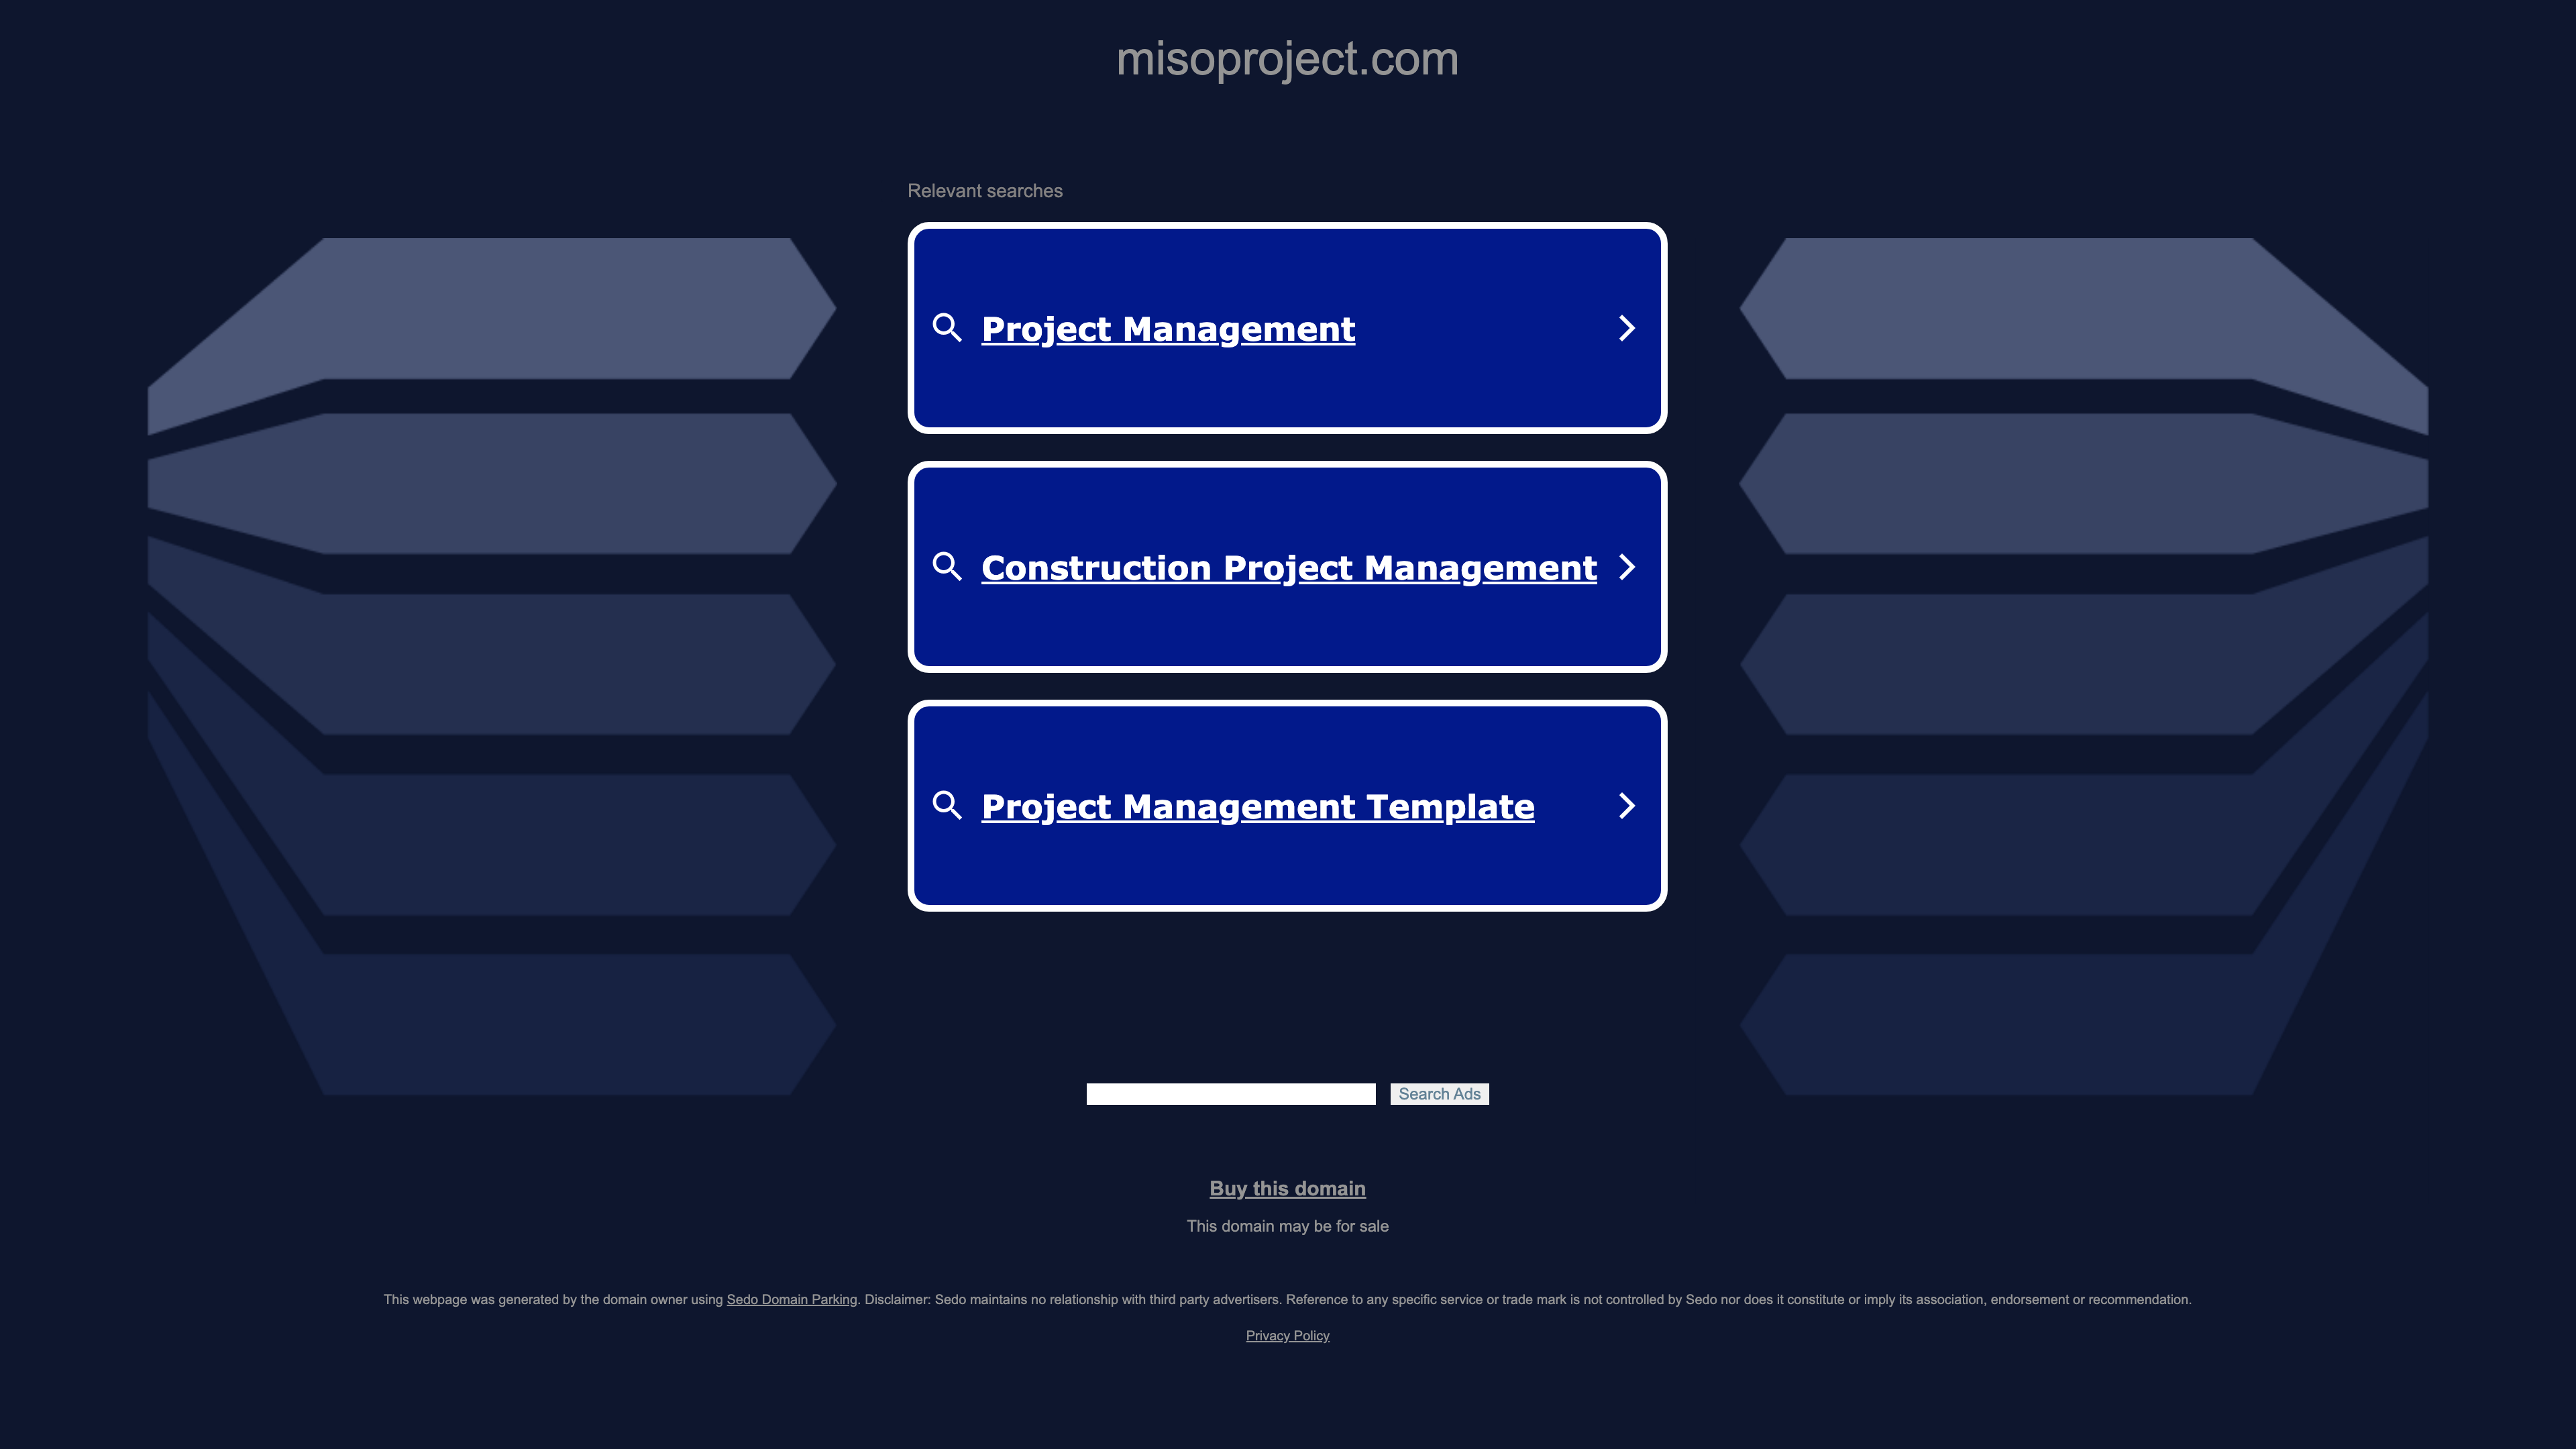 misoproject.com
Relevant searches
Project Management
Construction Project Management
Project Management Template
Search Ads
Buy this domain
This domain may be for sale
This webpage was generated by the domain owner using Sedo Domain Parking. Disclaimer: Sedo maintains no relationship with third party advertisers. Reference to any specific service or trade mark is not controlled by Sedo nor does it constitute or imply its association, endorsement or recommendation.
Privacy Policy